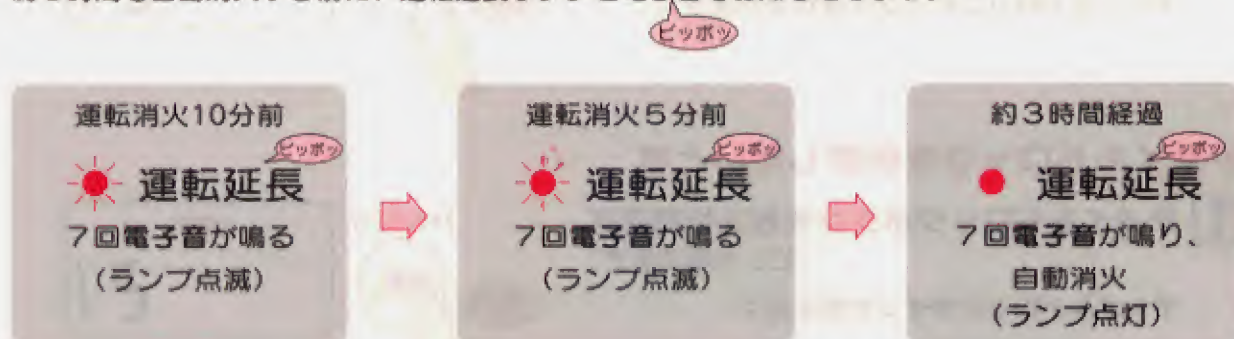 ピッポッ
運転消火10分前
ピッポッ
運転延長
7回電子音が鳴る
（ランプ点滅）
運転消火5分前
ピッポッ
運転延長
7回電子音が鳴る
（ランプ点滅）
約3時間経過
ピッポッ
運転延長
7回電子音が鳴り、
自動消火
（ランプ点灯）